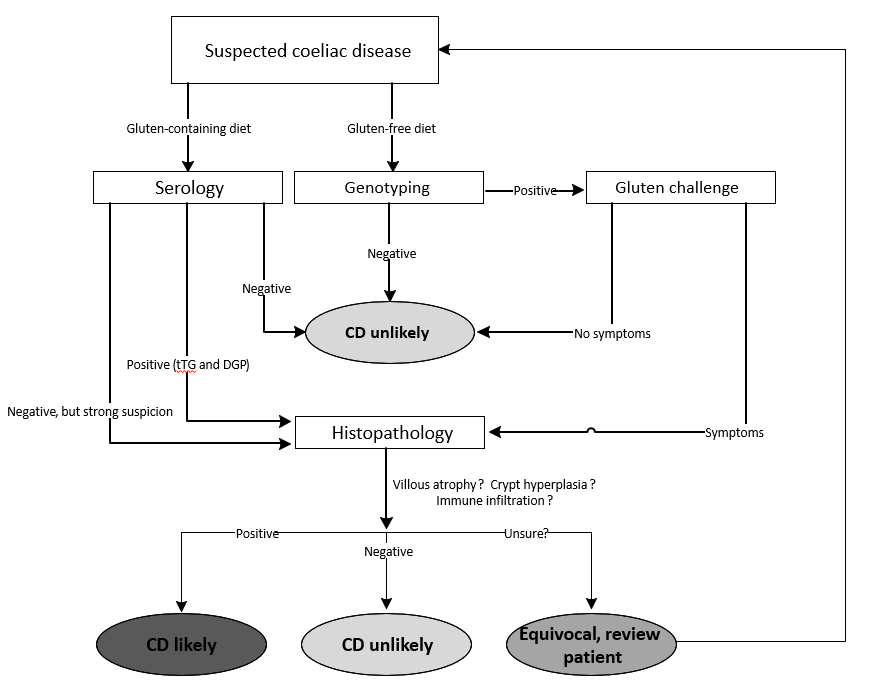 Suspected coeliac disease
Gluten-containing diet
Gluten-free diet
Serology
Genotyping
Positive
Gluten challenge
Negative
Negative
CD unlikely
No symptoms
Positive (tTG and DGP)
Negative, but strong suspicion
Histopathology
Symptoms
Villous atrophy? Crypt hyperplasia?
Immune infiltration?
Positive
Unsure?
Negative
CD likely
CD unlikely
Equivocal, review
patient